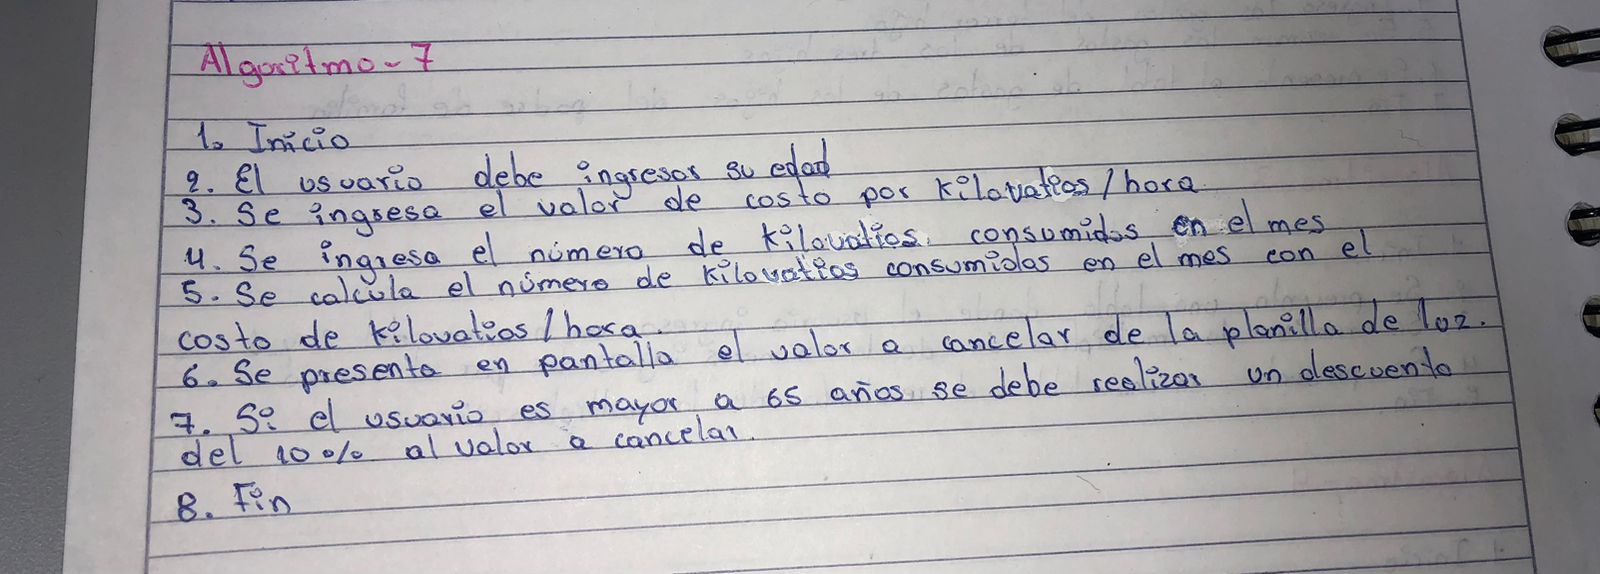 Algoritmo - 7
1. Inicio
2. El usuario debe ingresar su edad
3. Se ingresa el valor de costo por kilovatios/hora
4. Se ingresa el número de kilovatios consumidos en el mes
5. Se calcula el número de kilovatios consumidos en el mes con el
costo de kilovatios/hora
6. Se presenta en pantalla el valor a cancelar de la planilla de luz.
7. Si el usuario es mayor a 65 años se debe realizar un descuento
del 10% al valor a cancelar.
8. Fin